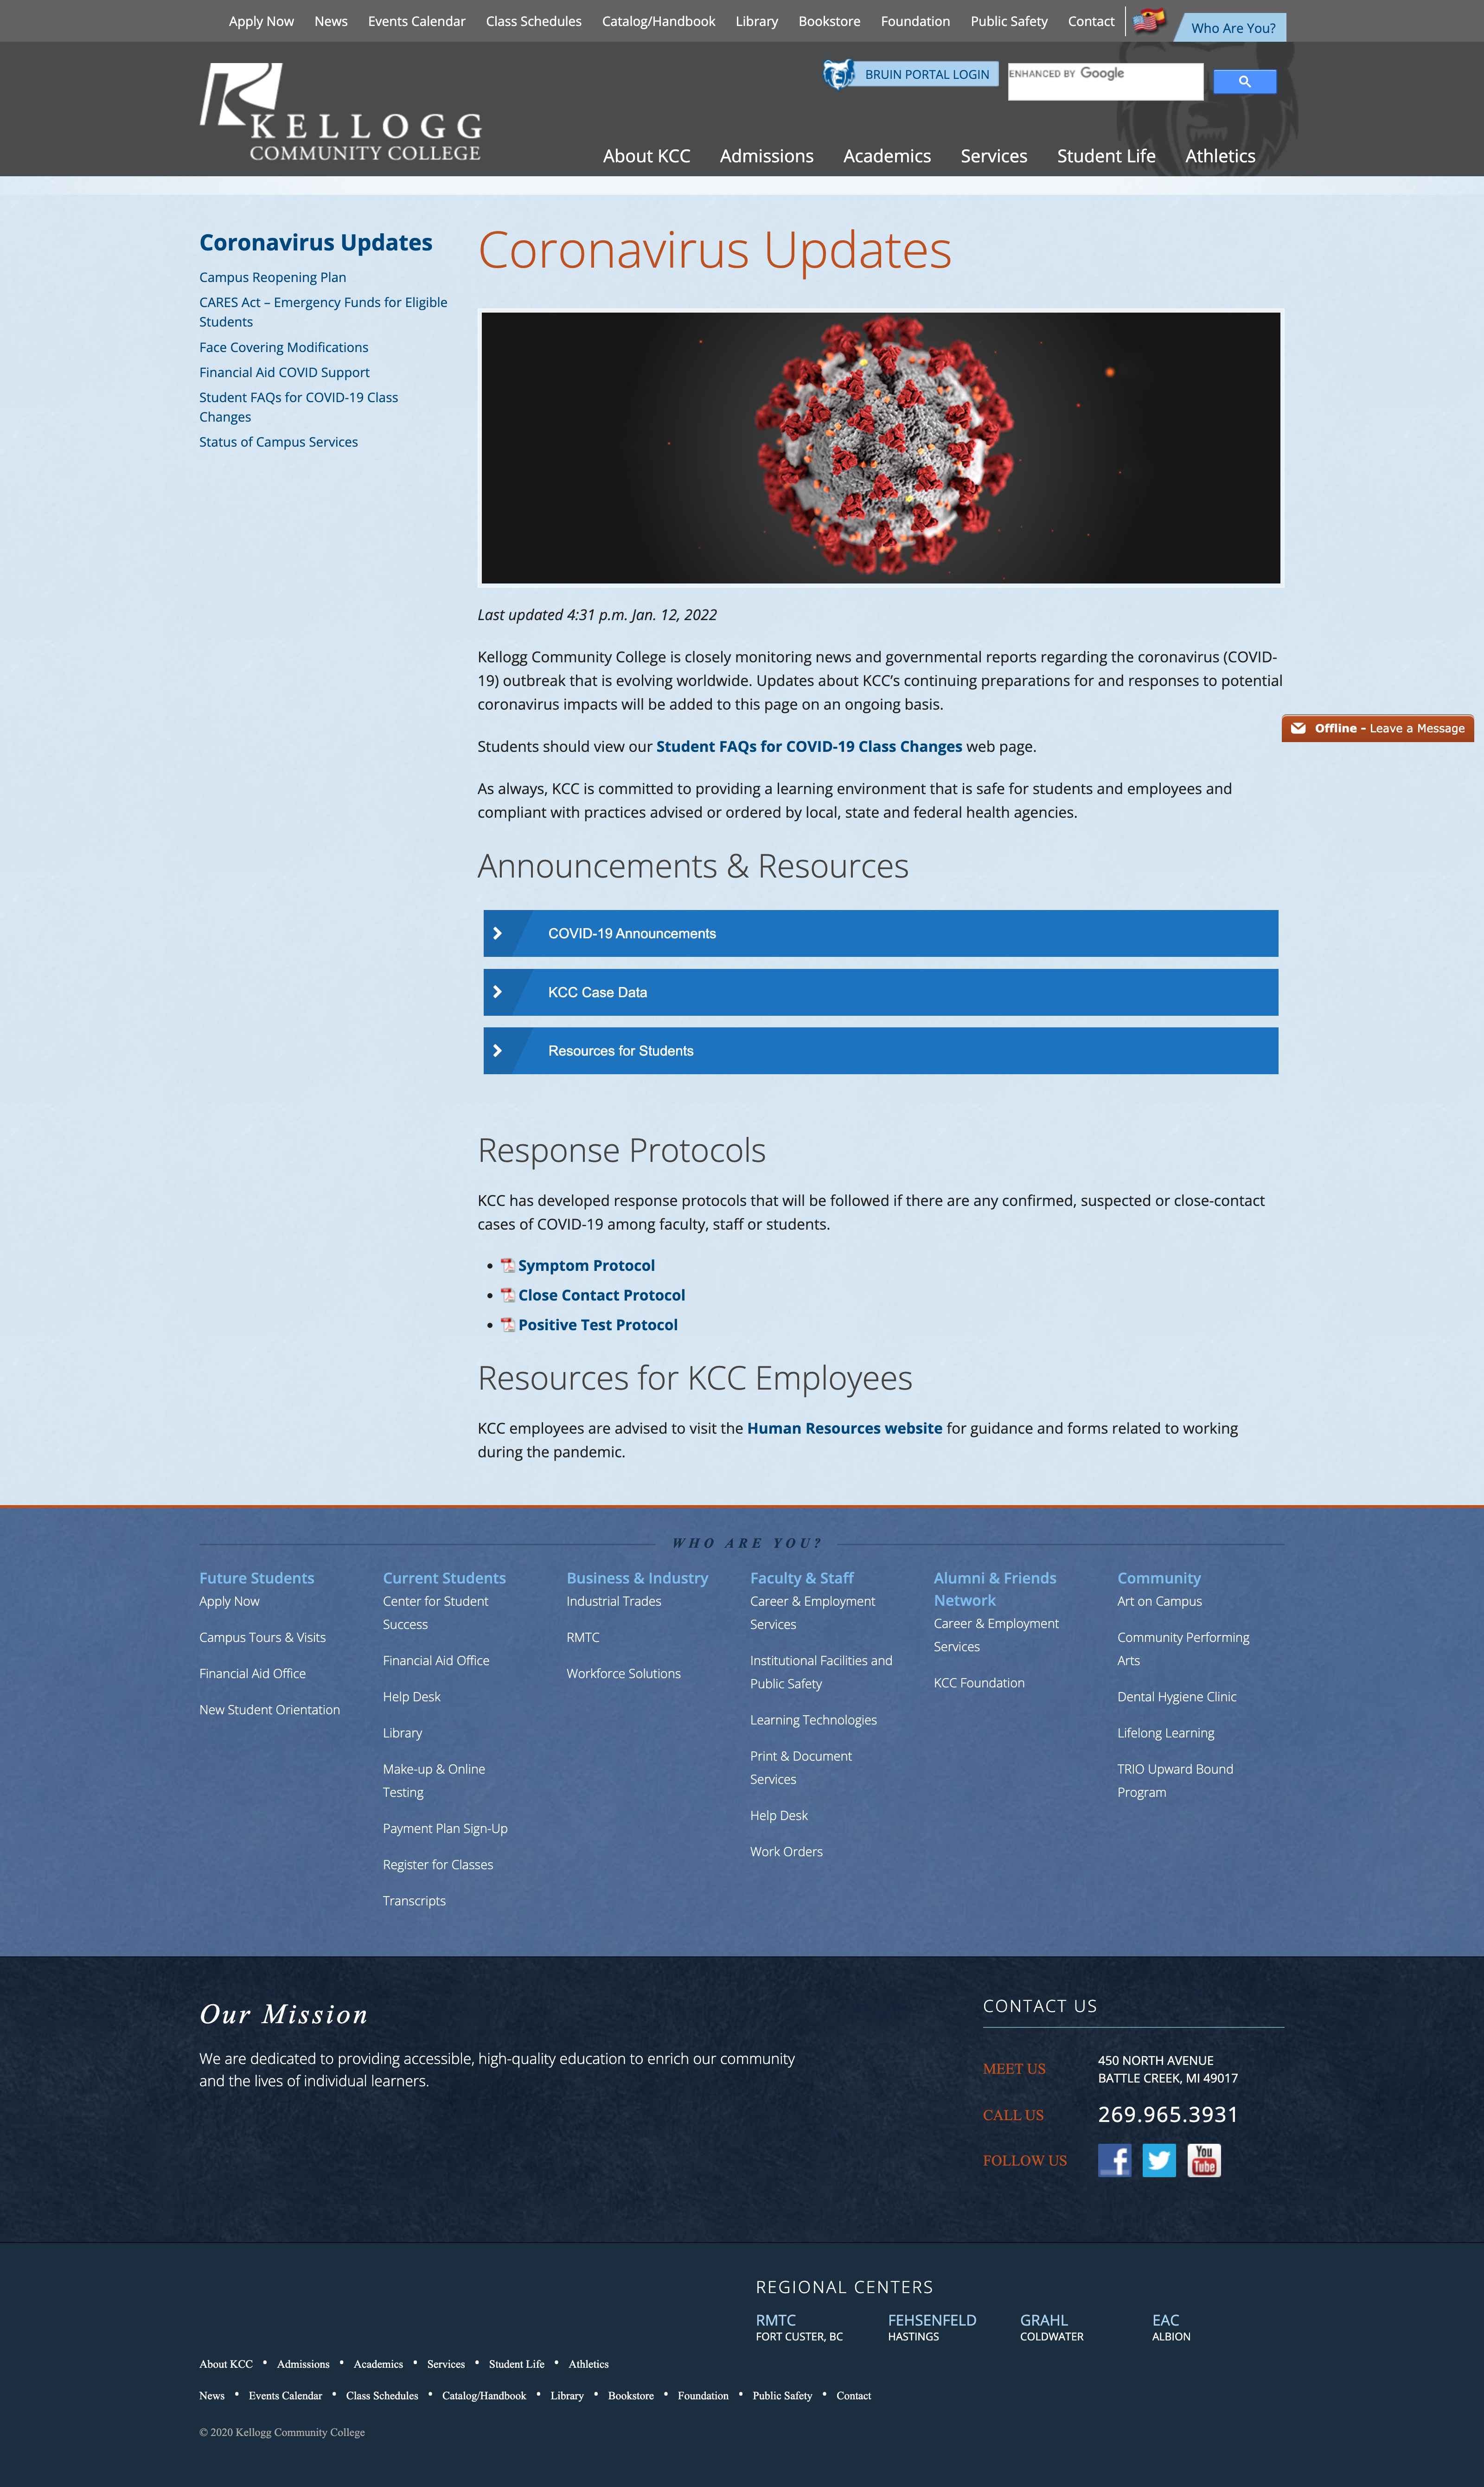 Apply Now News Events Calendar Class Schedules Catalog/Handbook Library Bookstore Foundation Public Safety Contact Who Are You?
BRUIN PORTAL LOGIN ENHANCED BY Google
KELLOGG
COMMUNITY COLLEGE
About KCC Admissions Academics Services Student Life Athletics
Coronavirus Updates
Campus Reopening Plan
CARES Act – Emergency Funds for Eligible
Students
Face Covering Modifications
Financial Aid COVID Support
Student FAQs for COVID-19 Class
Changes
Status of Campus Services
Coronavirus Updates
Last updated 4:31 p.m. Jan. 12, 2022
Kellogg Community College is closely monitoring news and governmental reports regarding the coronavirus (COVID-
19) outbreak that is evolving worldwide. Updates about KCC’s continuing preparations for and responses to potential
coronavirus impacts will be added to this page on an ongoing basis.
Offline - Leave a Message
Students should view our Student FAQs for COVID-19 Class Changes web page.
As always, KCC is committed to providing a learning environment that is safe for students and employees and
compliant with practices advised or ordered by local, state and federal health agencies.
Announcements & Resources
COVID-19 Announcements
KCC Case Data
Resources for Students
Response Protocols
KCC has developed response protocols that will be followed if there are any confirmed, suspected or close-contact
cases of COVID-19 among faculty, staff or students.
• Symptom Protocol
• Close Contact Protocol
• Positive Test Protocol
Resources for KCC Employees
KCC employees are advised to visit the Human Resources website for guidance and forms related to working
during the pandemic.
WHO ARE YOU?
Future Students
Apply Now
Campus Tours & Visits
Financial Aid Office
New Student Orientation
Current Students
Center for Student
Success
Financial Aid Office
Help Desk
Library
Make-up & Online
Testing
Payment Plan Sign-Up
Register for Classes
Transcripts
Business & Industry
Industrial Trades
RMTC
Workforce Solutions
Faculty & Staff
Career & Employment
Services
Institutional Facilities and
Public Safety
Learning Technologies
Print & Document
Services
Help Desk
Work Orders
Alumni & Friends
Network
Career & Employment
Services
KCC Foundation
Community
Art on Campus
Community Performing
Arts
Dental Hygiene Clinic
Lifelong Learning
TRIO Upward Bound
Program
Our Mission
We are dedicated to providing accessible, high-quality education to enrich our community
and the lives of individual learners.
CONTACT US
MEET US 450 NORTH AVENUE
BATTLE CREEK, MI 49017
CALL US 269.965.3931
FOLLOW US You Tube
REGIONAL CENTERS
RMTC FEHSENFELD GRAHL EAC
FORT CUSTER, BC HASTINGS COLDWATER ALBION
About KCC • Admissions • Academics • Services • Student Life • Athletics
News • Events Calendar • Class Schedules • Catalog/Handbook • Library • Bookstore • Foundation • Public Safety • Contact
© 2020 Kellogg Community College